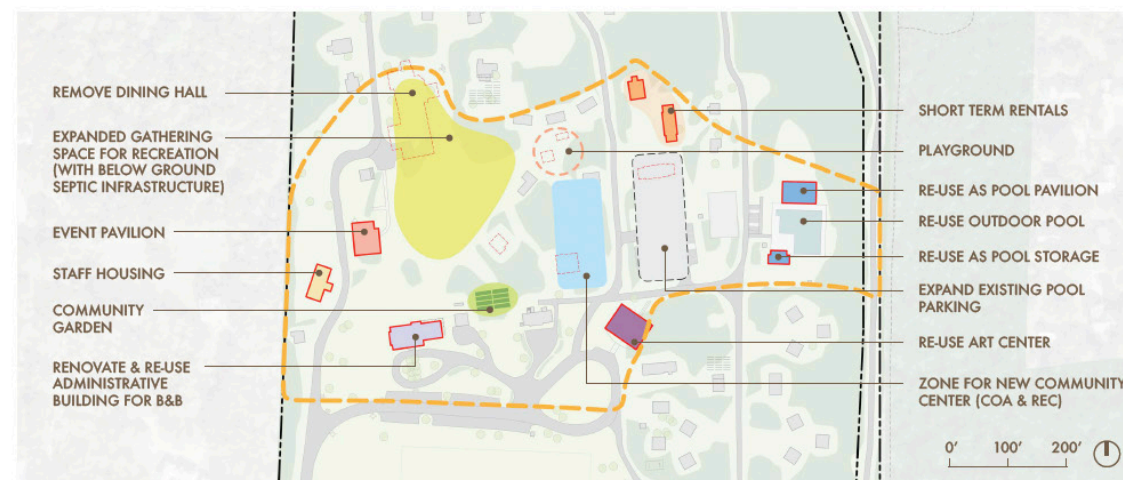 REMOVE DINING HALL
EXPANDED GATHERING
SPACE FOR RECREATION
(WITH BELOW GROUND
SEPTIC INFRASTRUCTURE)
EVENT PAVILION
STAFF HOUSING
COMMUNITY
GARDEN
RENOVATE & RE-USE
ADMINISTRATIVE
BUILDING FOR B&B
SHORT TERM RENTALS
PLAYGROUND
RE-USE AS POOL PAVILION
RE-USE OUTDOOR POOL
RE-USE AS POOL STORAGE
EXPAND EXISTING POOL
PARKING
RE-USE ART CENTER
ZONE FOR NEW COMMUNITY
CENTER (COA & REC)
0' 100' 200'